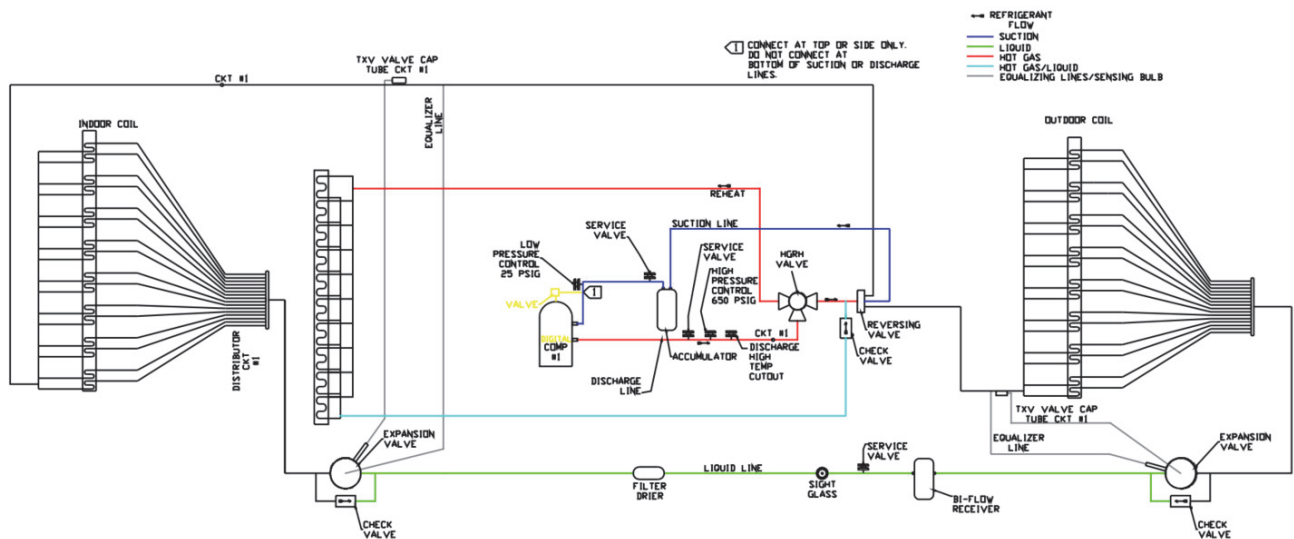 REFRIGERANT
FLOW
SUCTION
LIQUID
HOT GAS
HOT GAS/LIQUID
EQUALIZING LINES/SENSING BULB
1
CONNECT AT TOP OR SIDE ONLY.
DO NOT CONNECT AT
BOTTOM OF SUCTION OR DISCHARGE
LINES.
TXV VALVE CAP
TUBE CKT #1
CKT #1
INDOOR COIL
EQUALIZER
LINE
OUTDOOR COIL
REHEAT
SERVICE
VALVE
SUCTION LINE
LOW
PRESSURE
CONTROL
25 PSIG
SERVICE
VALVE
HIGH
PRESSURE
CONTROL
650 PSIG
HGRH
VALVE
VALVE
1
DIGITAL
COMP
#1
CKT #1
REVERSING
VALVE
ACCUMULATOR
DISCHARGE
HIGH
TEMP
CUTOUT
CHECK
VALVE
DISCHARGE
LINE
DISTRIBUTOR
CKT
#1
TXV VALVE CAP
TUBE CKT #1
EQUALIZER
LINE
EXPANSION
VALVE
EXPANSION
VALVE
LIQUID LINE
SERVICE
VALVE
FILTER
DRIER
SIGHT
GLASS
BI-FLOW
RECEIVER
CHECK
VALVE
CHECK
VALVE